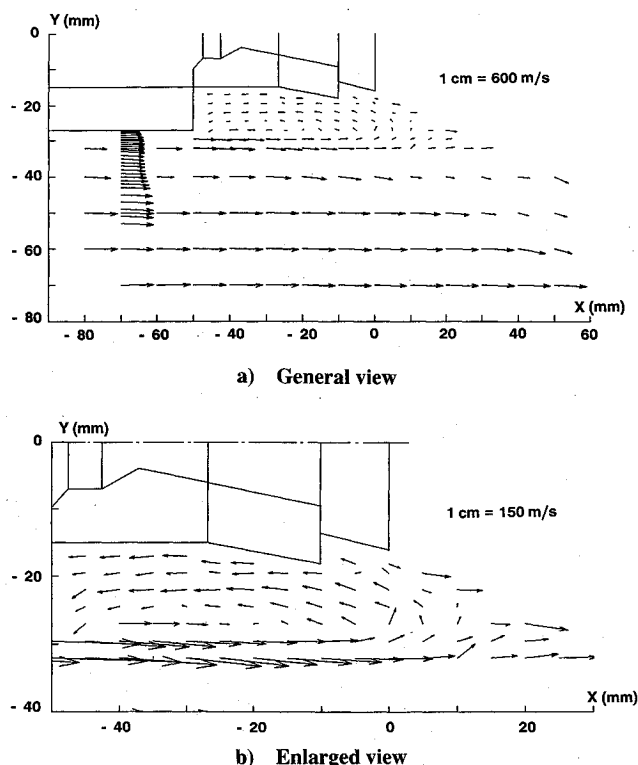 Y (mm)
0
- 20
- 40
- 60
- 80
1 cm = 600 m/s
X (mm)
- 80
- 60
- 40
- 20
0
20
40
60
a) General view
Y (mm)
0
- 20
- 40
1 cm = 150 m/s
X (mm)
- 40
- 20
0
20
b) Enlarged view